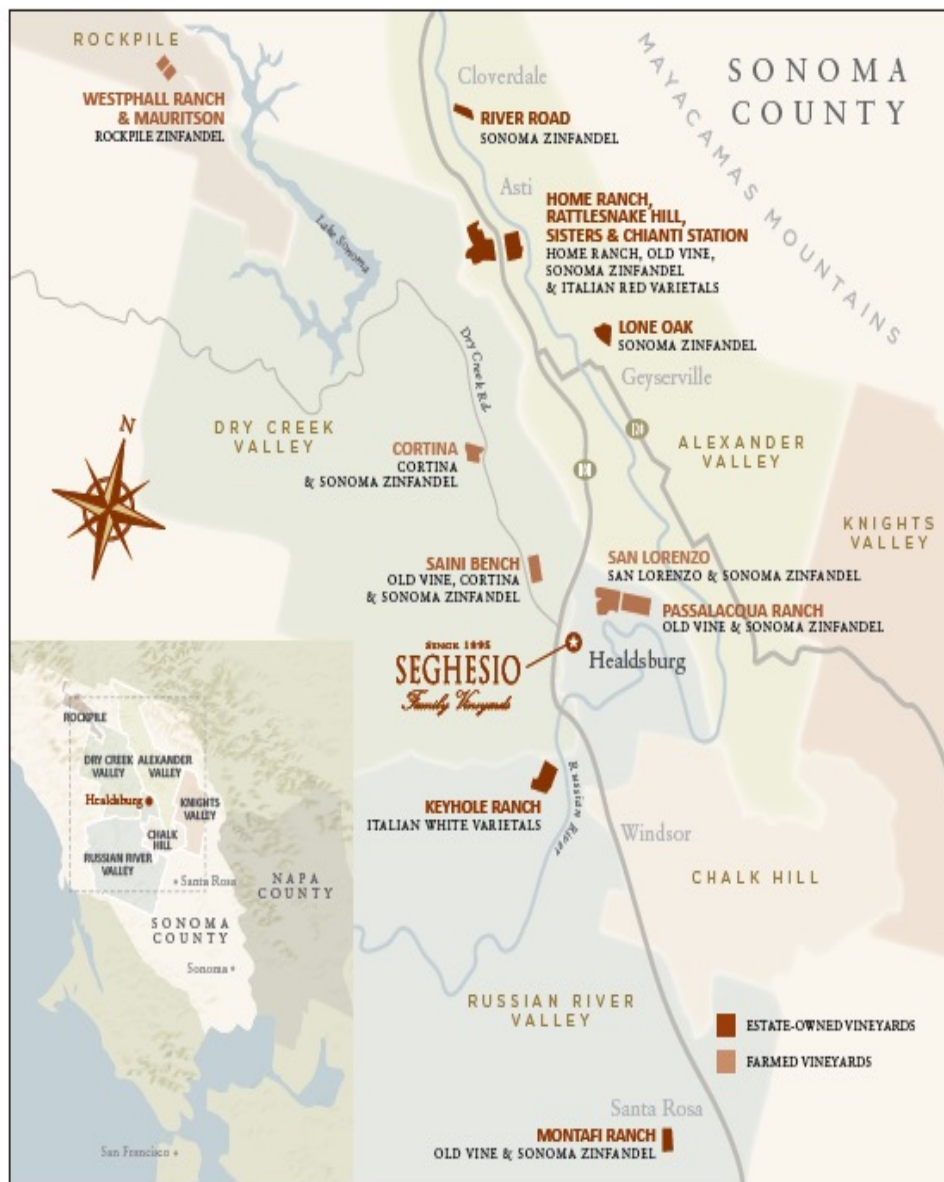 SONOMA
COUNTY
MAYACAMAS MOUNTAINS
ROCKPILE
WESTPHALL RANCH
& MAURITSON
ROCKPILE ZINFANDEL
Cloverdale
RIVER ROAD
SONOMA ZINFANDEL
Asti
HOME RANCH,
RATTLESNAKE HILL,
SISTERS & CHIANTI STATION
HOME RANCH, OLD VINE,
SONOMA ZINFANDEL
& ITALIAN RED VARIETALS
Lake Sonoma
LONE OAK
SONOMA ZINFANDEL
Geyserville
Dry Creek Rd.
N
DRY CREEK
VALLEY
CORTINA
CORTINA
& SONOMA ZINFANDEL
ALEXANDER
VALLEY
KNIGHTS
VALLEY
SAINI BENCH
OLD VINE, CORTINA
& SONOMA ZINFANDEL
SAN LORENZO
SAN LORENZO & SONOMA ZINFANDEL
PASSALACQUA RANCH
OLD VINE & SONOMA ZINFANDEL
SINCE 1895
SEGHESIO
Family Vineyards
Healdsburg
KEYHOLE RANCH
ITALIAN WHITE VARIETALS
Russian River
Windsor
CHALK HILL
RUSSIAN RIVER
VALLEY
ESTATE-OWNED VINEYARDS
FARMED VINEYARDS
Santa Rosa
MONTAFI RANCH
OLD VINE & SONOMA ZINFANDEL
ROCKPILE
DRY CREEK
VALLEY
ALEXANDER
VALLEY
Healdsburg
KNIGHTS
VALLEY
CHALK
HILL
RUSSIAN RIVER
VALLEY
Santa Rosa
NAPA
COUNTY
SONOMA
COUNTY
Sonoma
San Francisco